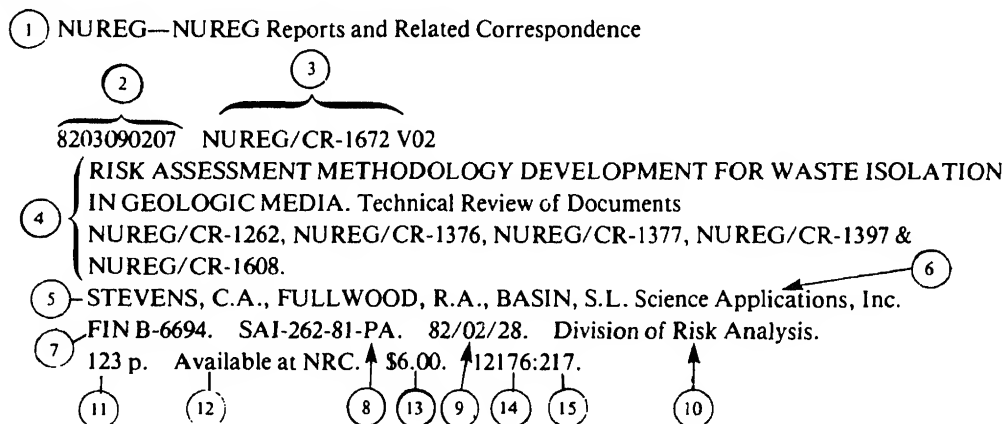 1 NUREG—NUREG Reports and Related Correspondence
2 3
8203090207 NUREG/CR-1672 V02
RISK ASSESSMENT METHODOLOGY DEVELOPMENT FOR WASTE ISOLATION
4 IN GEOLOGIC MEDIA. Technical Review of Documents
NUREG/CR-1262, NUREG/CR-1376, NUREG/CR-1377, NUREG/CR-1397 &
NUREG/CR-1608.
6
5 STEVENS, C.A., FULLWOOD, R.A., BASIN, S.L. Science Applications, Inc.
7 FIN B-6694. SAI-262-81-PA. 82/02/28. Division of Risk Analysis.
123 p. Available at NRC. $6.00. 12176:217.
11 12 8 13 9 14 15 10